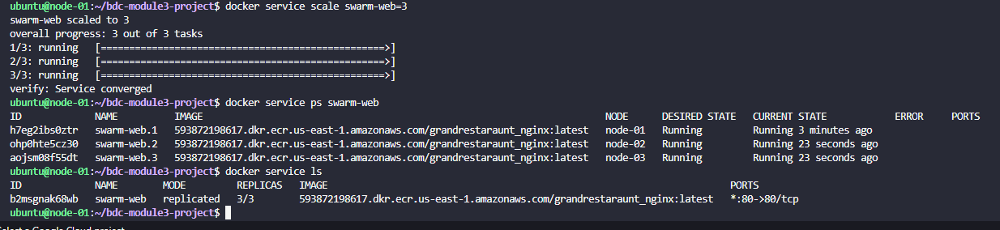 ubuntu@node-01:~/bdc-module3-project$ docker service scale swarm-web=3
swarm-web scaled to 3
overall progress: 3 out of 3 tasks
1/3: running   [==================================================>]
2/3: running   [==================================================>]
3/3: running   [==================================================>]
verify: Service converged
ubuntu@node-01:~/bdc-module3-project$ docker service ps swarm-web
ID             NAME          IMAGE                                                                     NODE      DESIRED STATE   CURRENT STATE            ERROR     PORTS
h7eg2ibs0ztr   swarm-web.1   593872198617.dkr.ecr.us-east-1.amazonaws.com/grandrestaraunt_nginx:latest   node-01   Running         Running 3 minutes ago
ohp0hte5cz30   swarm-web.2   593872198617.dkr.ecr.us-east-1.amazonaws.com/grandrestaraunt_nginx:latest   node-02   Running         Running 23 seconds ago
aojsm08f55dt   swarm-web.3   593872198617.dkr.ecr.us-east-1.amazonaws.com/grandrestaraunt_nginx:latest   node-03   Running         Running 23 seconds ago
ubuntu@node-01:~/bdc-module3-project$ docker service ls
ID             NAME        MODE         REPLICAS   IMAGE                                                                     PORTS
b2msgnak68wb   swarm-web   replicated   3/3        593872198617.dkr.ecr.us-east-1.amazonaws.com/grandrestaraunt_nginx:latest   *:80->80/tcp
ubuntu@node-01:~/bdc-module3-project$
Select a Google Cloud project